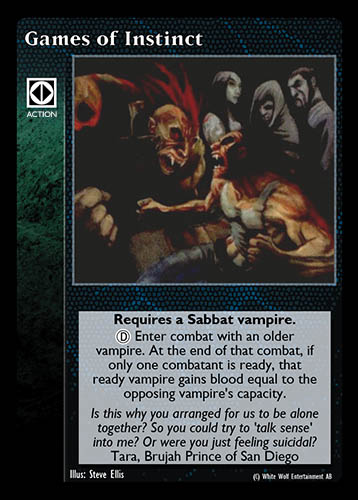 Games of Instinct
ACTION
Requires a Sabbat vampire.
D Enter combat with an older
vampire. At the end of that combat, if
only one combatant is ready, that
ready vampire gains blood equal to the
opposing vampire's capacity.
Is this why you arranged for us to be alone
together? So you could try to 'talk sense'
into me? Or were you just feeling suicidal?
Tara, Brujah Prince of San Diego
Illus: Steve Ellis
(C) White Wolf Entertainment AB